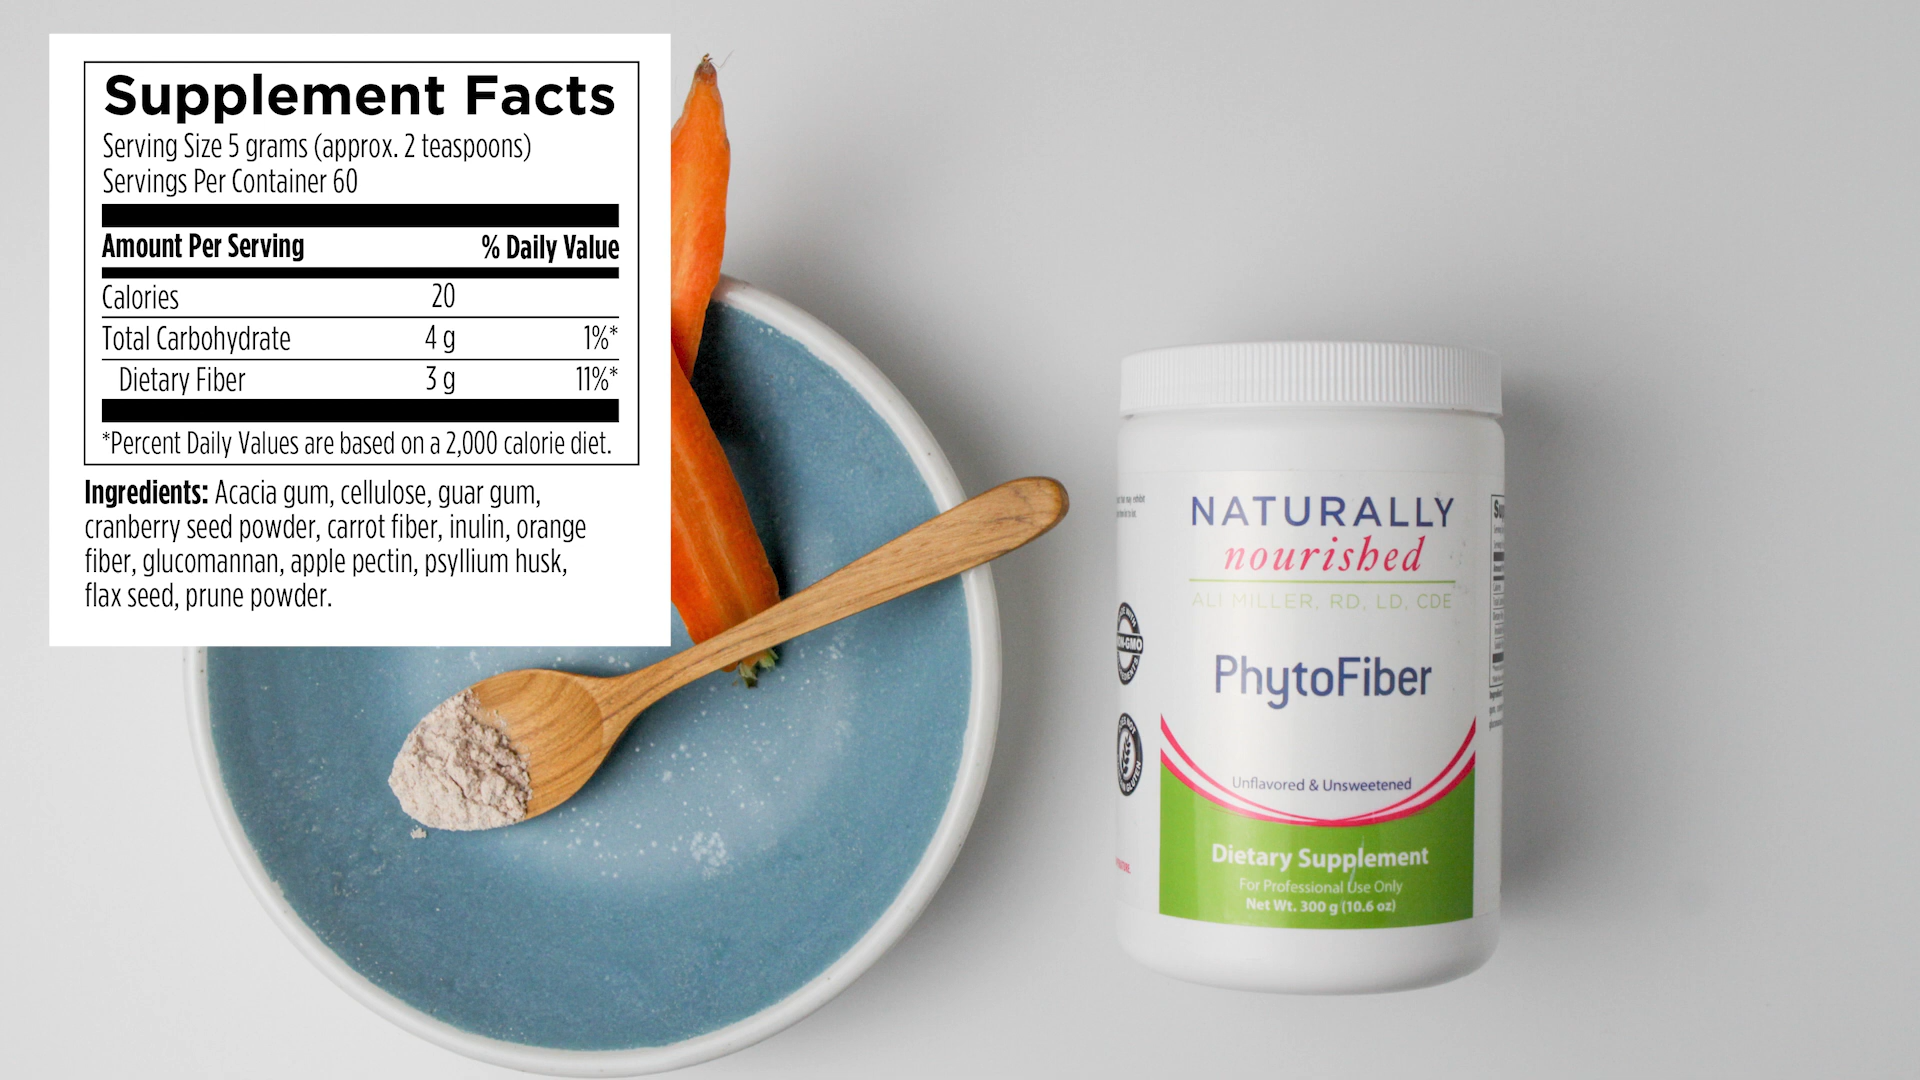 Supplement Facts
Serving Size 5 grams (approx. 2 teaspoons)
Servings Per Container 60
Amount Per Serving % Daily Value
Calories 20
Total Carbohydrate 4 g 1%*
Dietary Fiber 3 g 11%*
*Percent Daily Values are based on a 2,000 calorie diet.
Ingredients: Acacia gum, cellulose, guar gum,
cranberry seed powder, carrot fiber, inulin, orange
fiber, glucomannan, apple pectin, psyllium husk,
flax seed, prune powder.
NATURALLY
nourished
ALI MILLER, RD, LD, CDE
PhytoFiber
Unflavored & Unsweetened
Dietary Supplement
For Professional Use Only
Net Wt. 300 g (10.6 oz)